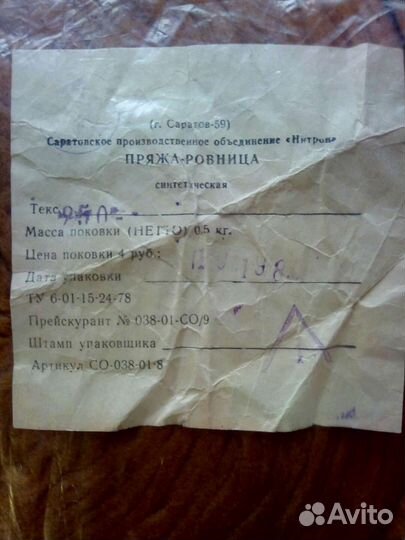 (г. Саратов-59)
Саратовское производственное объединение «Нитрон»
ПРЯЖА-РОВНИЦА
синтетическая
Текс
Масса поковки (НЕТТО) 0,5 кг.
Цена поковки 4 руб.
Дата упаковки
ТУ 6-01-15-24-78
Прейскурант № 038-01-СО/9
Штамп упаковщика
Артикул СО-038-01-8
Avito